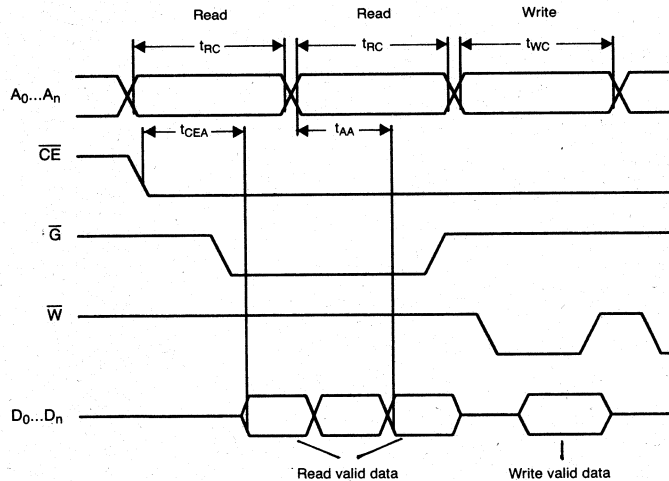 Read Read Write
tRC tRC tWC
A0...An
tCEA tAA
CE
G
W
D0...Dn
Read valid data Write valid data